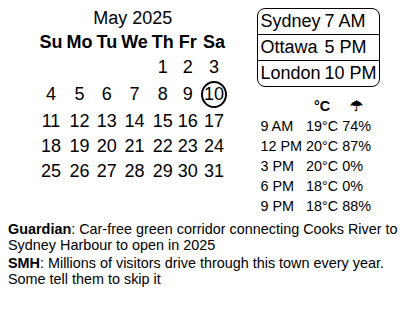 May 2025
Su Mo Tu We Th Fr Sa
1 2 3
4 5 6 7 8 9 10
11 12 13 14 15 16 17
18 19 20 21 22 23 24
25 26 27 28 29 30 31
Sydney 7 AM
Ottawa 5 PM
London 10 PM
°C ☂
9 AM 19°C 74%
12 PM 20°C 87%
3 PM 20°C 0%
6 PM 18°C 0%
9 PM 18°C 88%
Guardian: Car-free green corridor connecting Cooks River to
Sydney Harbour to open in 2025
SMH: Millions of visitors drive through this town every year.
Some tell them to skip it